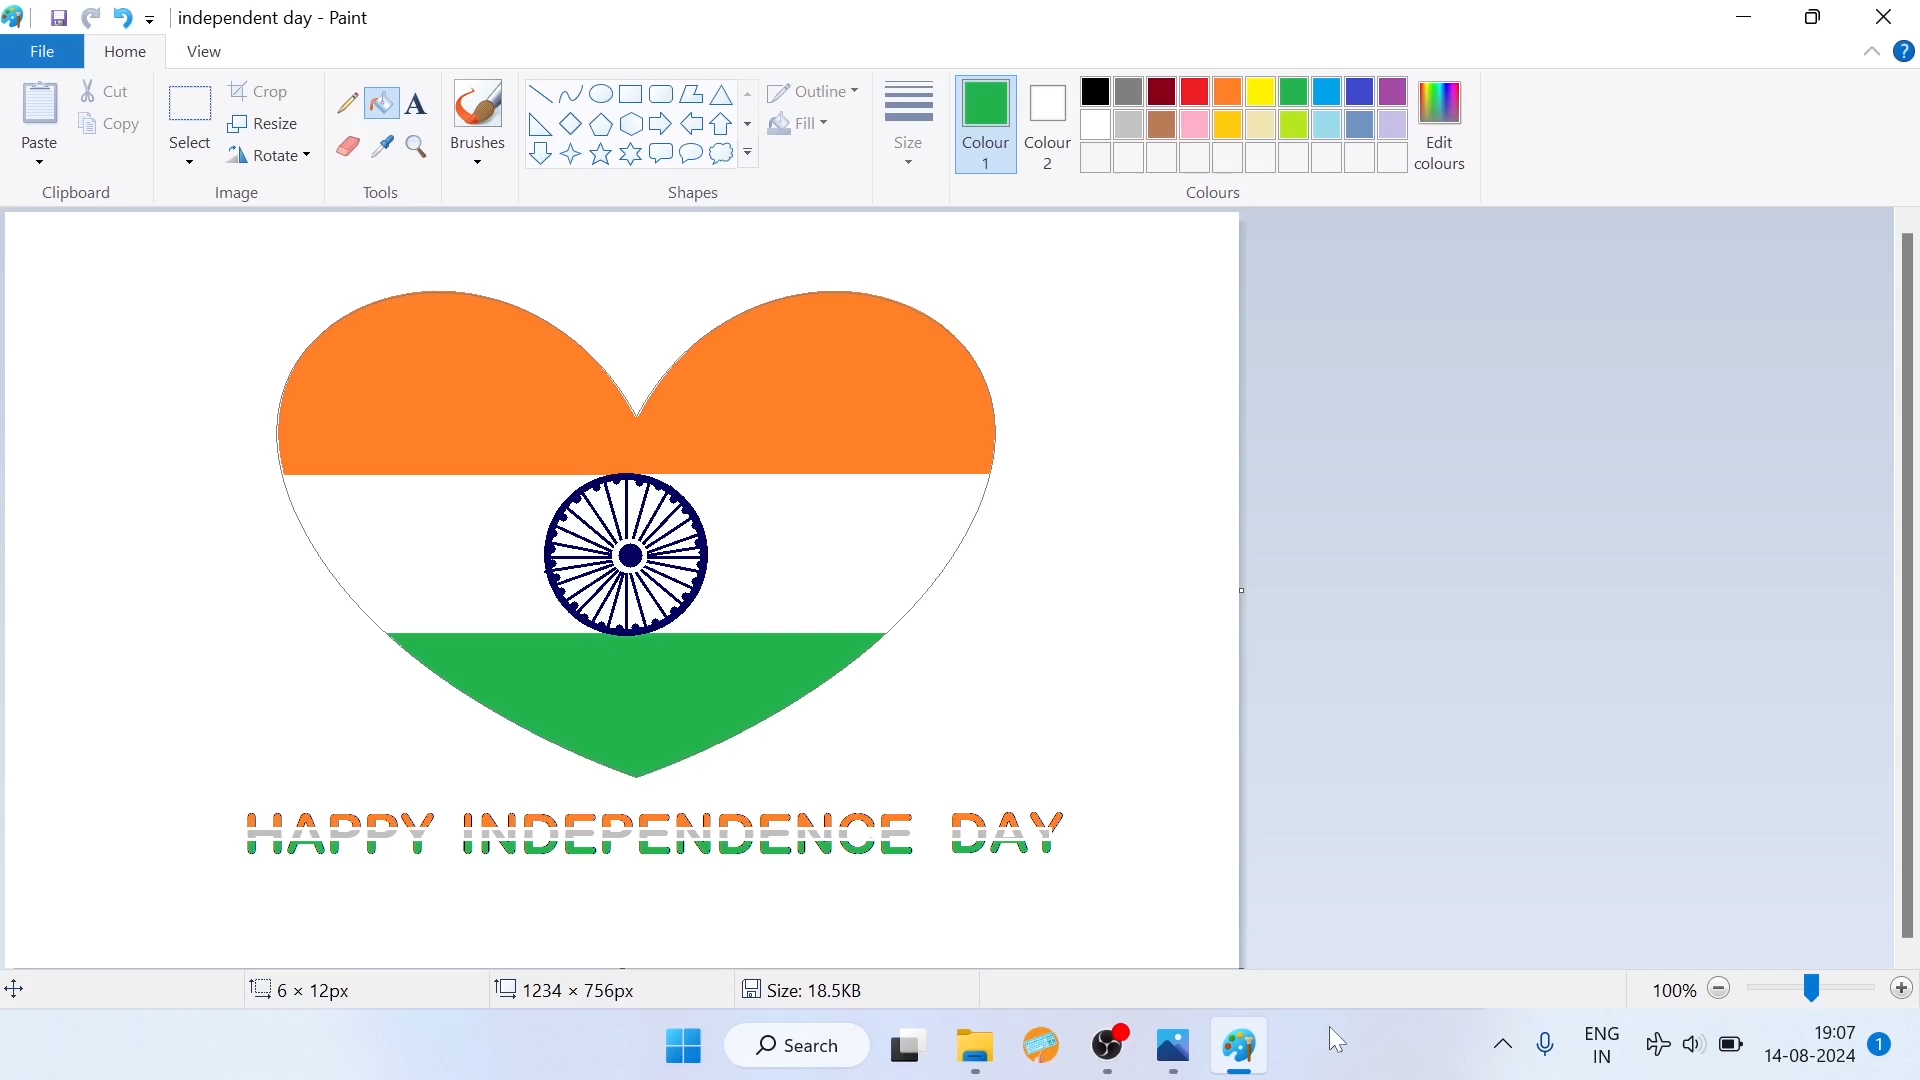 independent day - Paint
File Home View
Paste Cut Copy Clipboard
Select Crop Resize Rotate Image
A Tools
Brushes
Outline Fill Shapes
Size
Colour 1 Colour 2 Edit colours Colours
?
HAPPY INDEPENDENCE DAY
6 × 12px 1234 × 756px Size: 18.5KB 100%
Search
ENG IN
19:07
14-08-2024
1